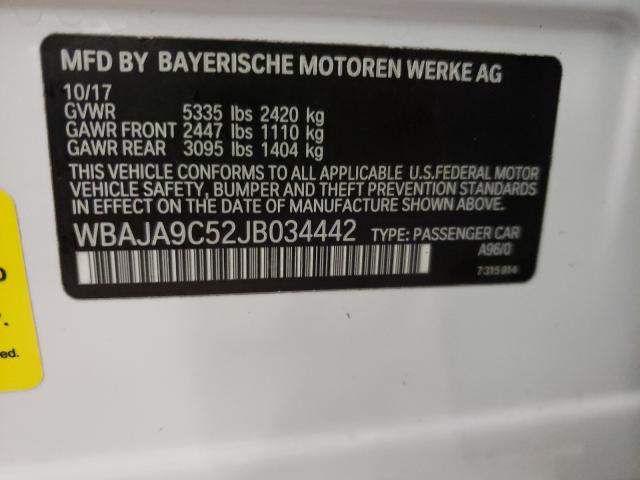 MFD BY BAYERISCHE MOTOREN WERKE AG
10/17
GVWR 5335 lbs 2420 kg
GAWR FRONT 2447 lbs 1110 kg
GAWR REAR 3095 lbs 1404 kg
THIS VEHICLE CONFORMS TO ALL APPLICABLE U.S.FEDERAL MOTOR
VEHICLE SAFETY, BUMPER AND THEFT PREVENTION STANDARDS
IN EFFECT ON THE DATE OF MANUFACTURE SHOWN ABOVE.
WBAJA9C52JB034442 TYPE: PASSENGER CAR
A96/0
7315814
ed.